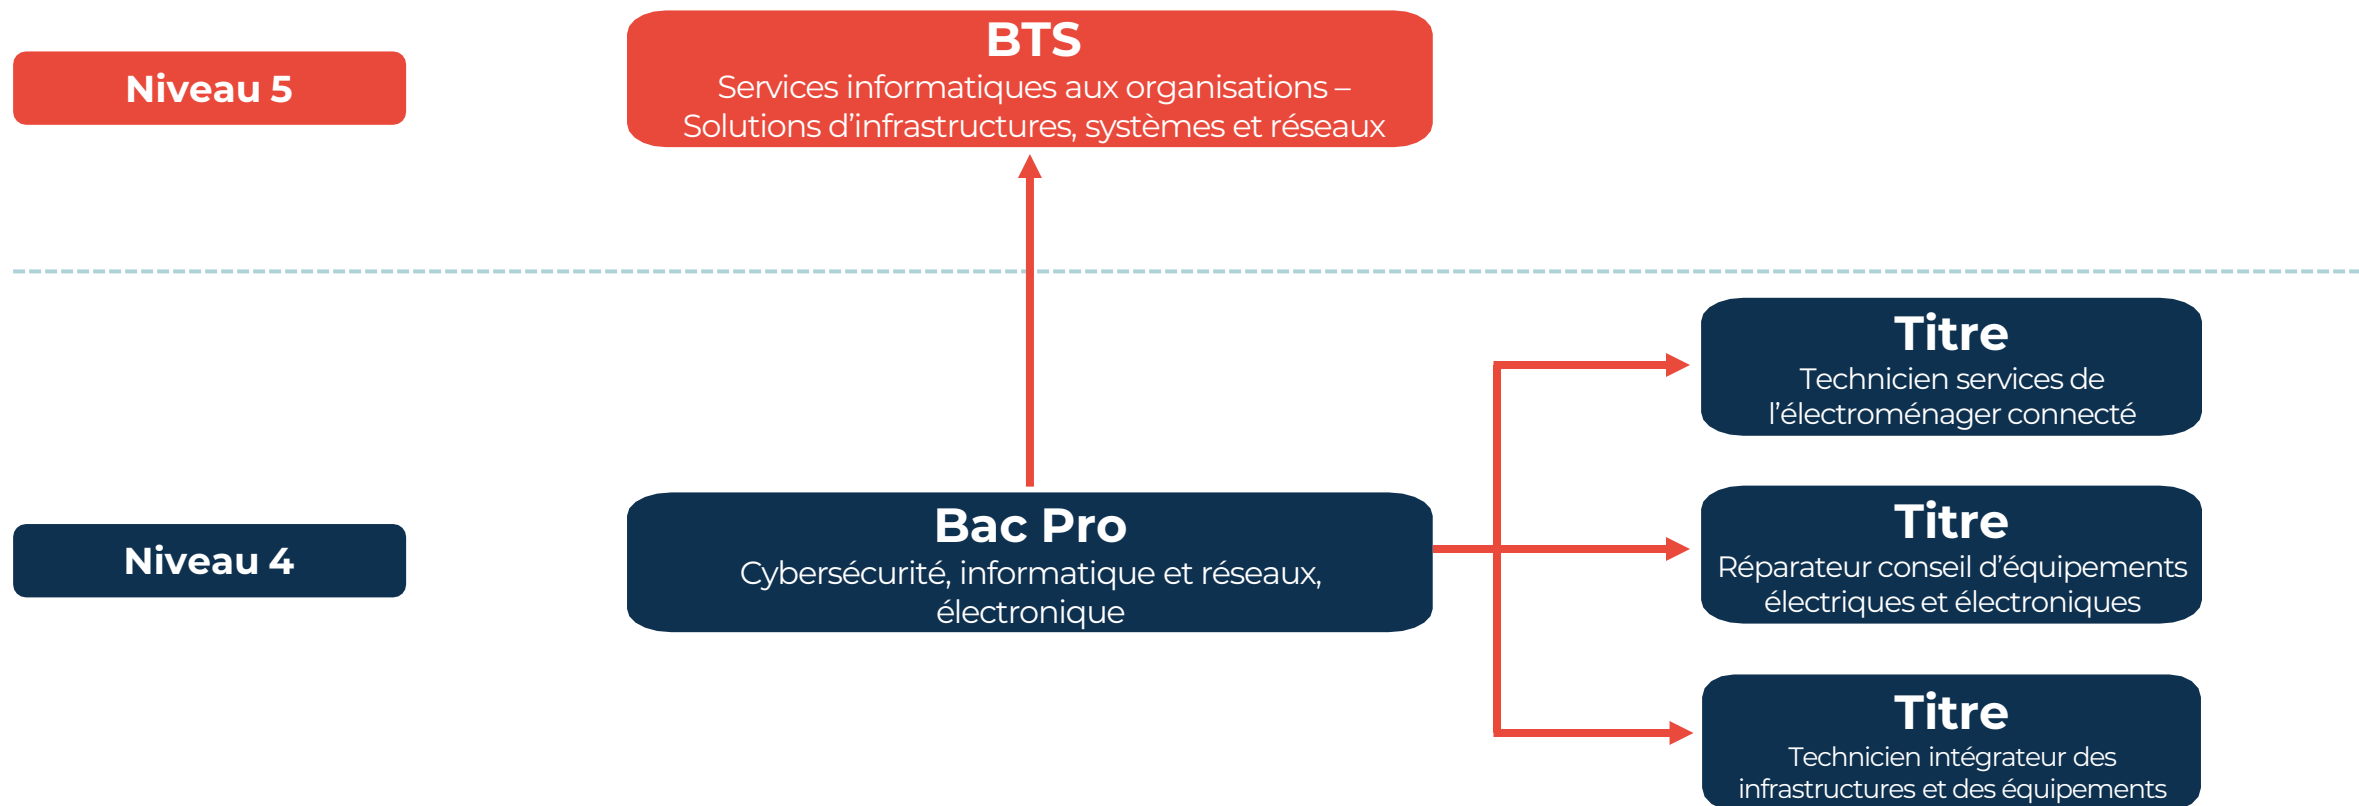 Niveau 5
BTS
Services informatiques aux organisations –
Solutions d’infrastructures, systèmes et réseaux
Titre
Technicien services de
l’électroménager connecté
Niveau 4
Bac Pro
Cybersécurité, informatique et réseaux,
électronique
Titre
Réparateur conseil d’équipements
électriques et électroniques
Titre
Technicien intégrateur des
infrastructures et des équipements